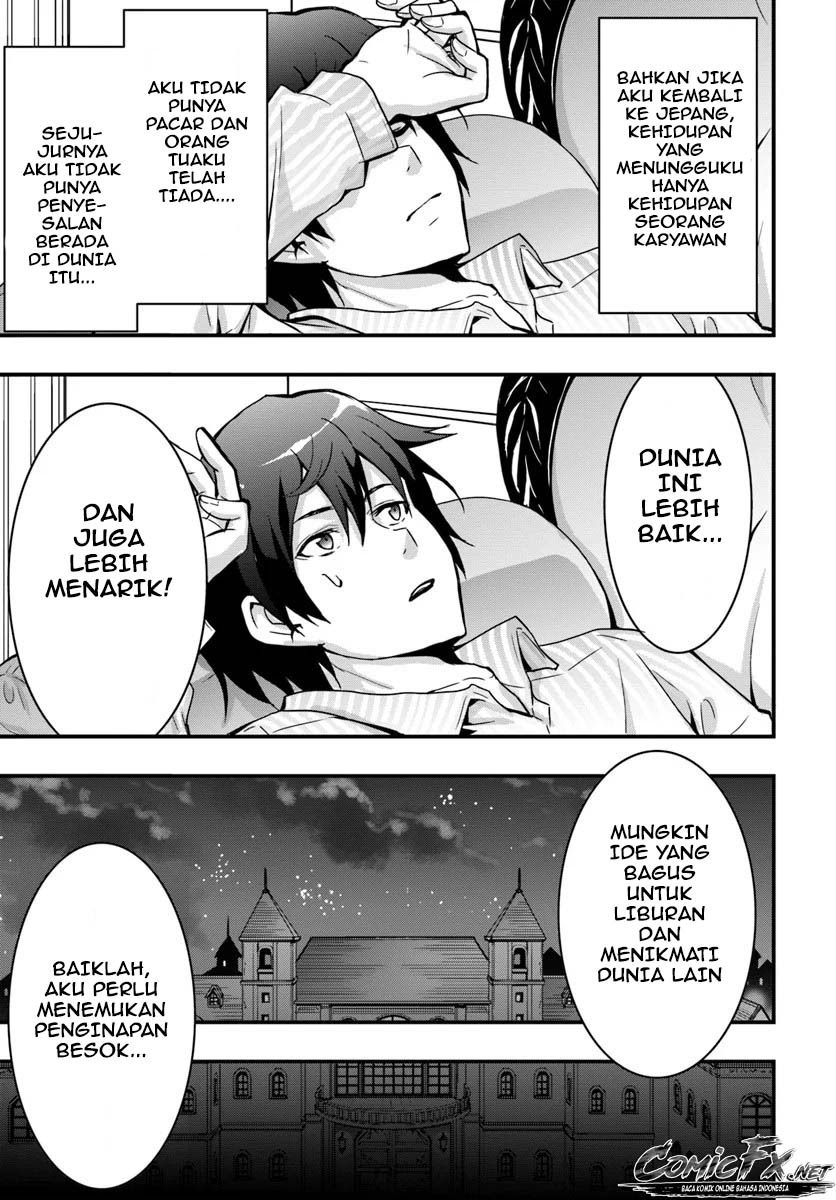 BAHKAN JIKA
AKU KEMBALI
KE JEPANG,
KEHIDUPAN
YANG
MENUNGGUKU
HANYA
KEHIDUPAN
SEORANG
KARYAWAN
AKU TIDAK
PUNYA
PACAR DAN
ORANG
TUAKU
TELAH
TIADA....
SEJU-
JURNYA
AKU TIDAK
PUNYA
PENYE-
SALAN
BERADA
DI DUNIA
ITU...
DUNIA
INI
LEBIH
BAIK...
DAN
JUGA
LEBIH
MENARIK!
MUNGKIN
IDE YANG
BAGUS
UNTUK
LIBURAN
DAN
MENIKMATI
DUNIA LAIN
BAIKLAH,
AKU PERLU
MENEMUKAN
PENGINAPAN
BESOK...
COMICFX.NET
BACA KOMIK ONLINE BAHASA INDONESIA